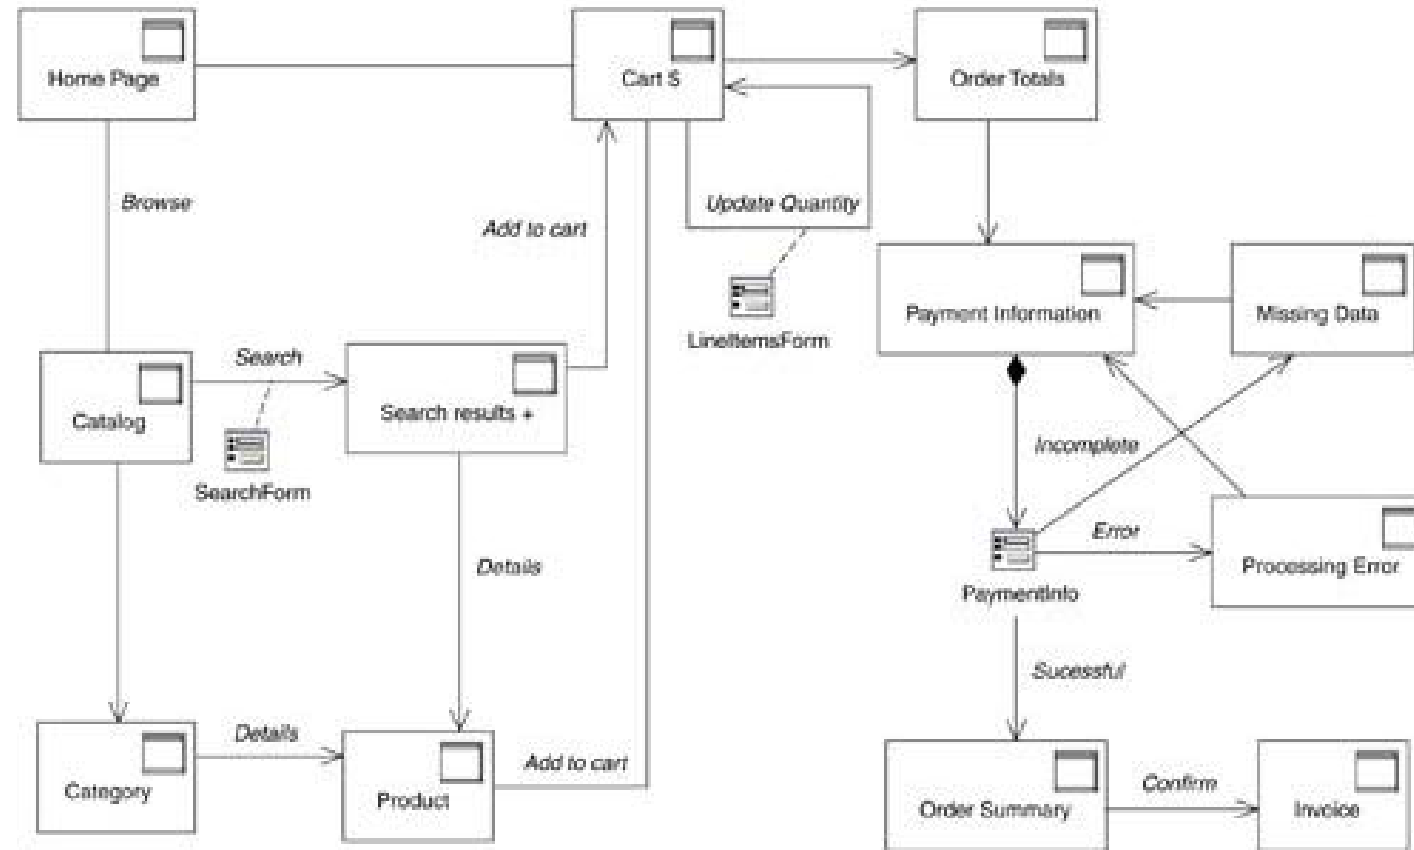 Home Page
Cart $
Order Totals
Browse
Add to cart
Update Quantity
LineItemsForm
Payment Information
Missing Data
Catalog
Search
SearchForm
Search results +
Incomplete
Details
Error
PaymentInfo
Processing Error
Sucessful
Category
Details
Product
Add to cart
Order Summary
Confirm
Invoice